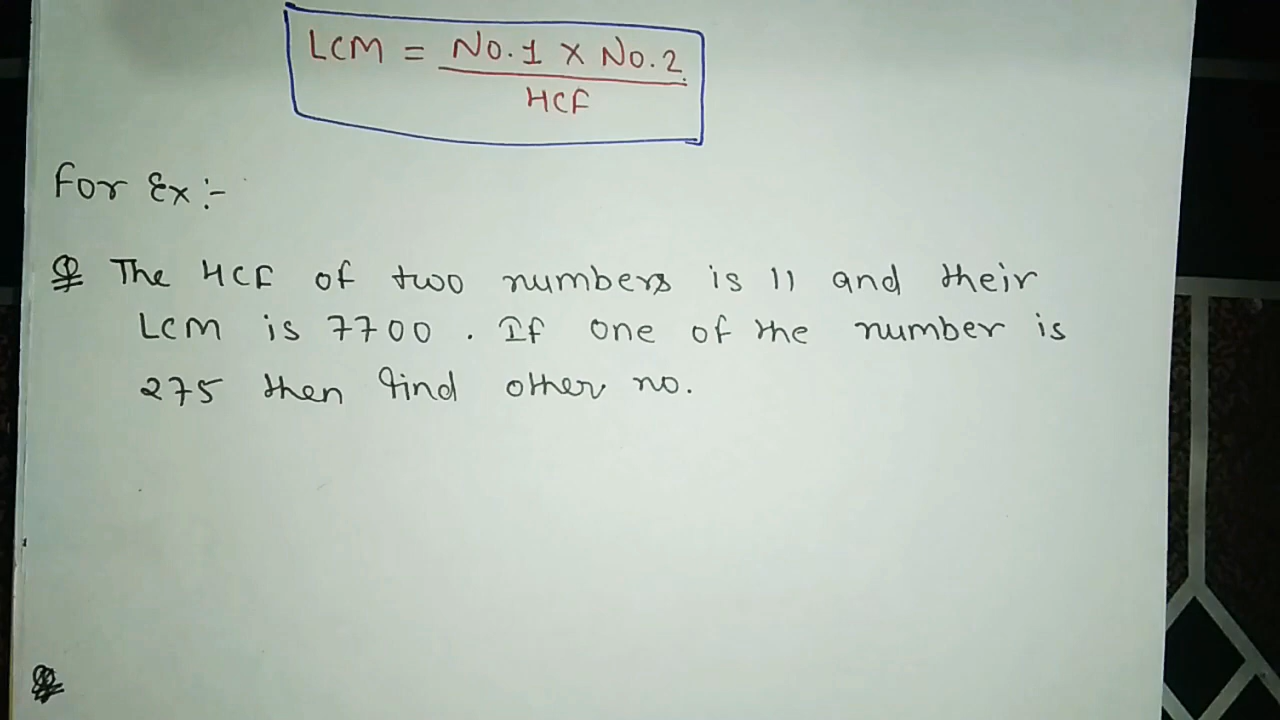 LCM = No.1 x No.2
HCF
For Ex:-
Q The HCF of two numbers is 11 and their
LCM is 7700. If one of the number is
275 then find other no.